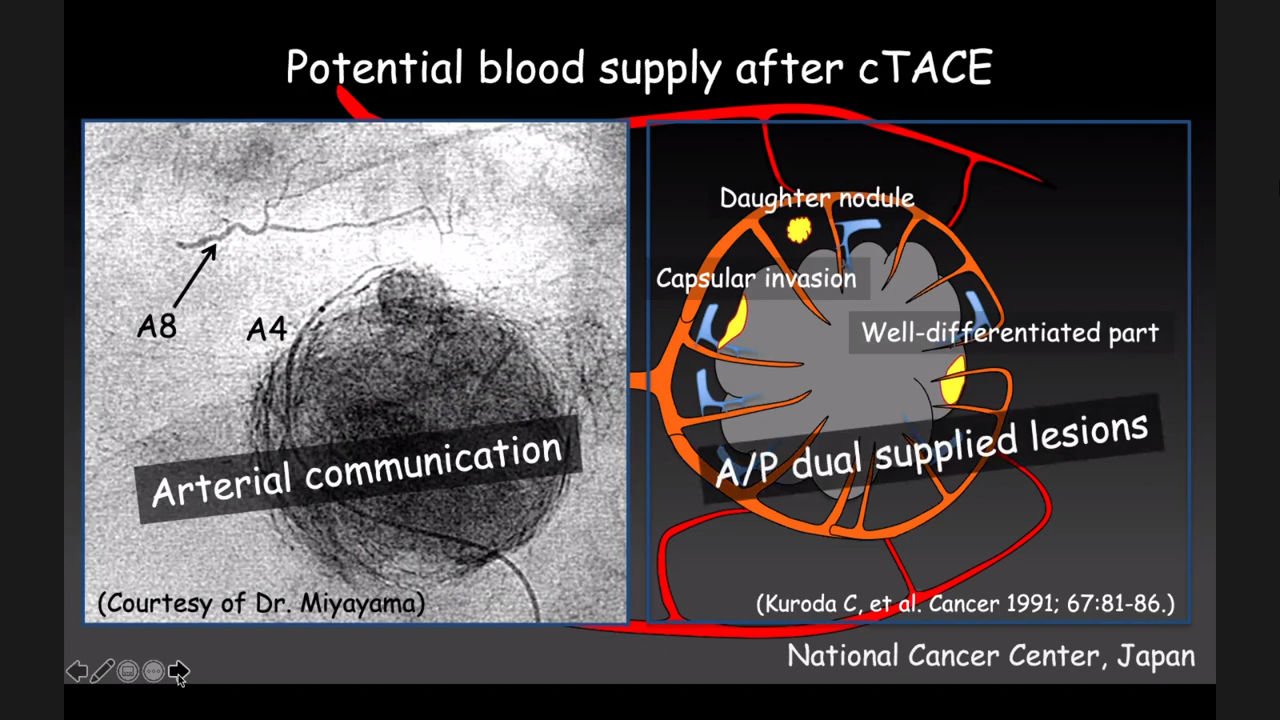 Potential blood supply after cTACE
A8
A4
Arterial communication
(Courtesy of Dr. Miyayama)
Daughter nodule
Capsular invasion
Well-differentiated part
A/P dual supplied lesions
(Kuroda C, et al. Cancer 1991; 67:81-86.)
National Cancer Center, Japan